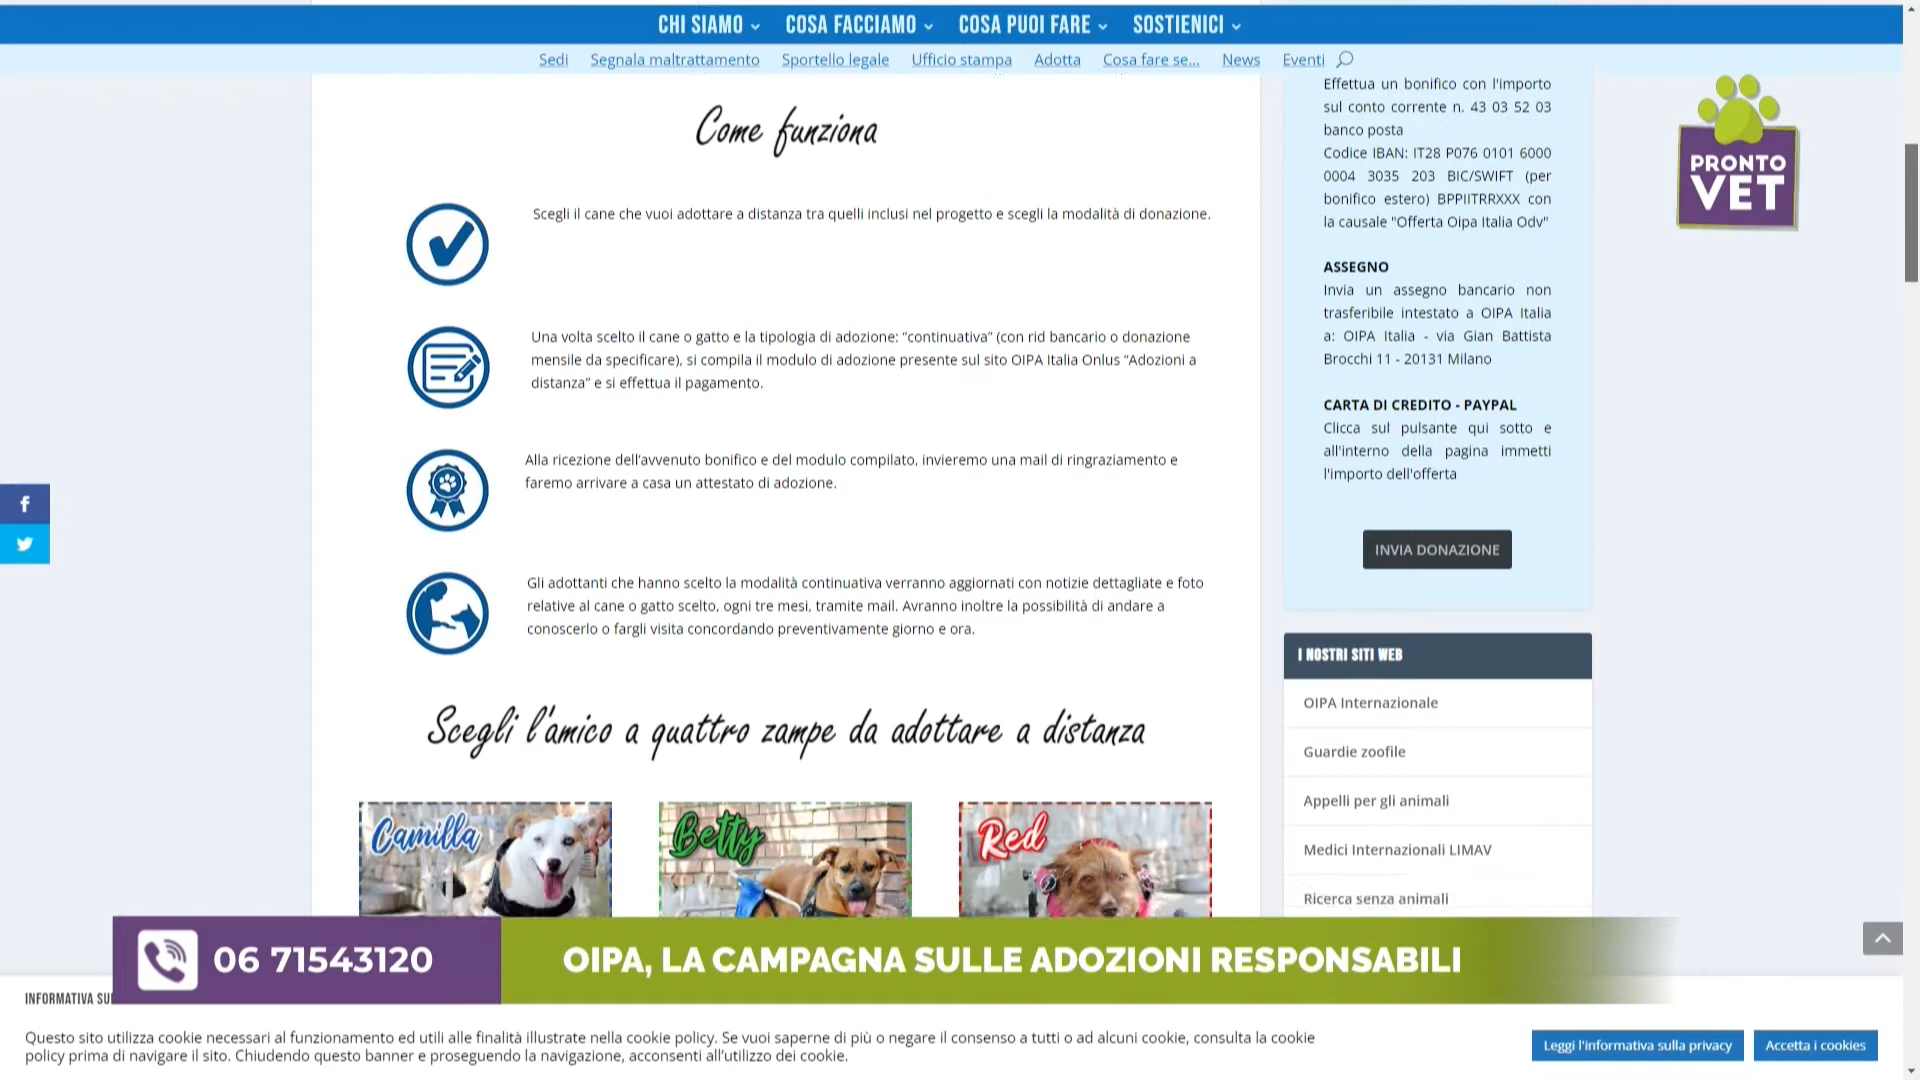 CHI SIAMO
COSA FACCIAMO
COSA PUOI FARE
SOSTIENICI
Sedi
Segnala maltrattamento
Sportello legale
Ufficio stampa
Adotta
Cosa fare se...
News
Eventi
Come funziona
Scegli il cane che vuoi adottare a distanza tra quelli inclusi nel progetto e scegli la modalità di donazione.
Una volta scelto il cane o gatto e la tipologia di adozione: “continuativa” (con rid bancario o donazione
mensile da specificare), si compila il modulo di adozione presente sul sito OIPA Italia Onlus “Adozioni a
distanza” e si effettua il pagamento.
Alla ricezione dell’avvenuto bonifico e del modulo compilato, invieremo una mail di ringraziamento e
faremo arrivare a casa un attestato di adozione.
Gli adottanti che hanno scelto la modalità continuativa verranno aggiornati con notizie dettagliate e foto
relative al cane o gatto scelto, ogni tre mesi, tramite mail. Avranno inoltre la possibilità di andare a
conoscerlo o fargli visita concordando preventivamente giorno e ora.
Scegli l'amico a quattro zampe da adottare a distanza
Camilla
Betty
Red
Effettua un bonifico con l'importo
sul conto corrente n. 43 03 52 03
banco posta
Codice IBAN: IT28 P076 0101 6000
0004 3035 203 BIC/SWIFT (per
bonifico estero) BPPIITRRXXX con
la causale "Offerta Oipa Italia Odv"
ASSEGNO
Invia un assegno bancario non
trasferibile intestato a OIPA Italia
a: OIPA Italia - via Gian Battista
Brocchi 11 - 20131 Milano
CARTA DI CREDITO - PAYPAL
Clicca sul pulsante qui sotto e
all'interno della pagina immetti
l'importo dell'offerta
INVIA DONAZIONE
I NOSTRI SITI WEB
OIPA Internazionale
Guardie zoofile
Appelli per gli animali
Medici Internazionali LIMAV
Ricerca senza animali
PRONTO
VET
06 71543120
OIPA, LA CAMPAGNA SULLE ADOZIONI RESPONSABILI
INFORMATIVA
Questo sito utilizza cookie necessari al funzionamento ed utili alle finalità illustrate nella cookie policy. Se vuoi saperne di più o negare il consenso a tutti o ad alcuni cookie, consulta la cookie
policy prima di navigare il sito. Chiudendo questo banner e proseguendo la navigazione, acconsenti all’utilizzo dei cookie.
Leggi l'informativa sulla privacy
Accetta i cookies